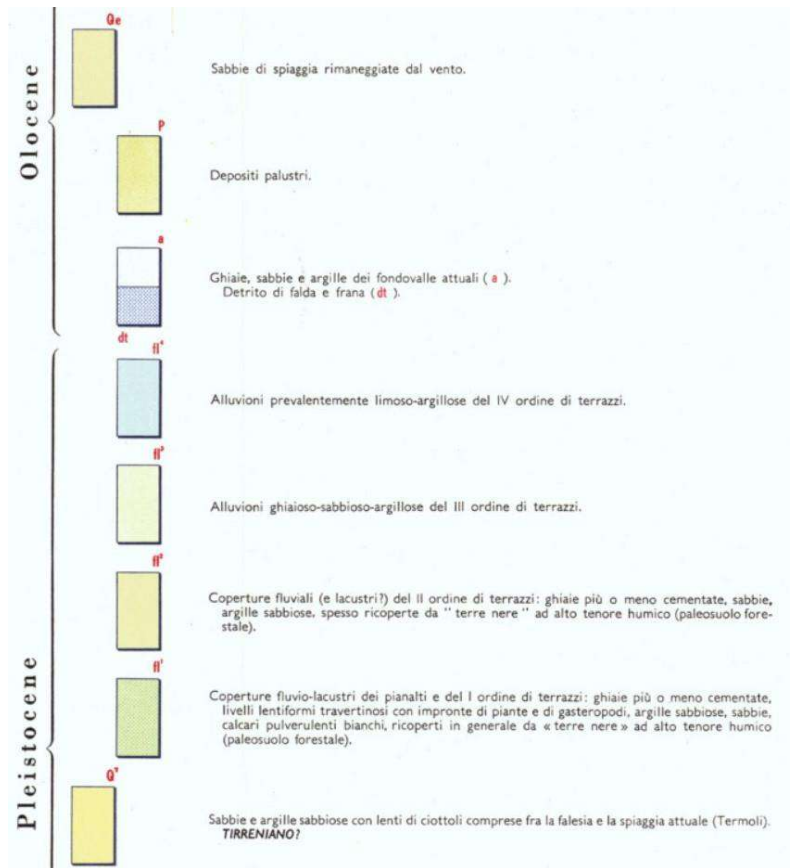 Olocene
Qe
Sabbie di spiaggia rimaneggiate dal vento.
P
Depositi palustri.
a
Ghiaie, sabbie e argille dei fondovalle attuali ( a ).
Detrito di falda e frana ( dt ).
dt
Pleistocene
fl⁴
Alluvioni prevalentemente limoso-argillose del IV ordine di terrazzi.
fl³
Alluvioni ghiaioso-sabbioso-argillose del III ordine di terrazzi.
fl²
Coperture fluviali (e lacustri?) del II ordine di terrazzi: ghiaie più o meno cementate, sabbie,
argille sabbiose, spesso ricoperte da " terre nere " ad alto tenore humico (paleosuolo fore-
stale).
fl¹
Coperture fluvio-lacustri dei pianalti e del I ordine di terrazzi: ghiaie più o meno cementate,
livelli lentiformi travertinosi con impronte di piante e di gasteropodi, argille sabbiose, sabbie,
calcari pulverulenti bianchi, ricoperti in generale da « terre nere » ad alto tenore humico
(paleosuolo forestale).
Sabbie e argille sabbiose con lenti di ciottoli comprese fra la falesia e la spiaggia attuale (Termoli).
TIRRENIANO?